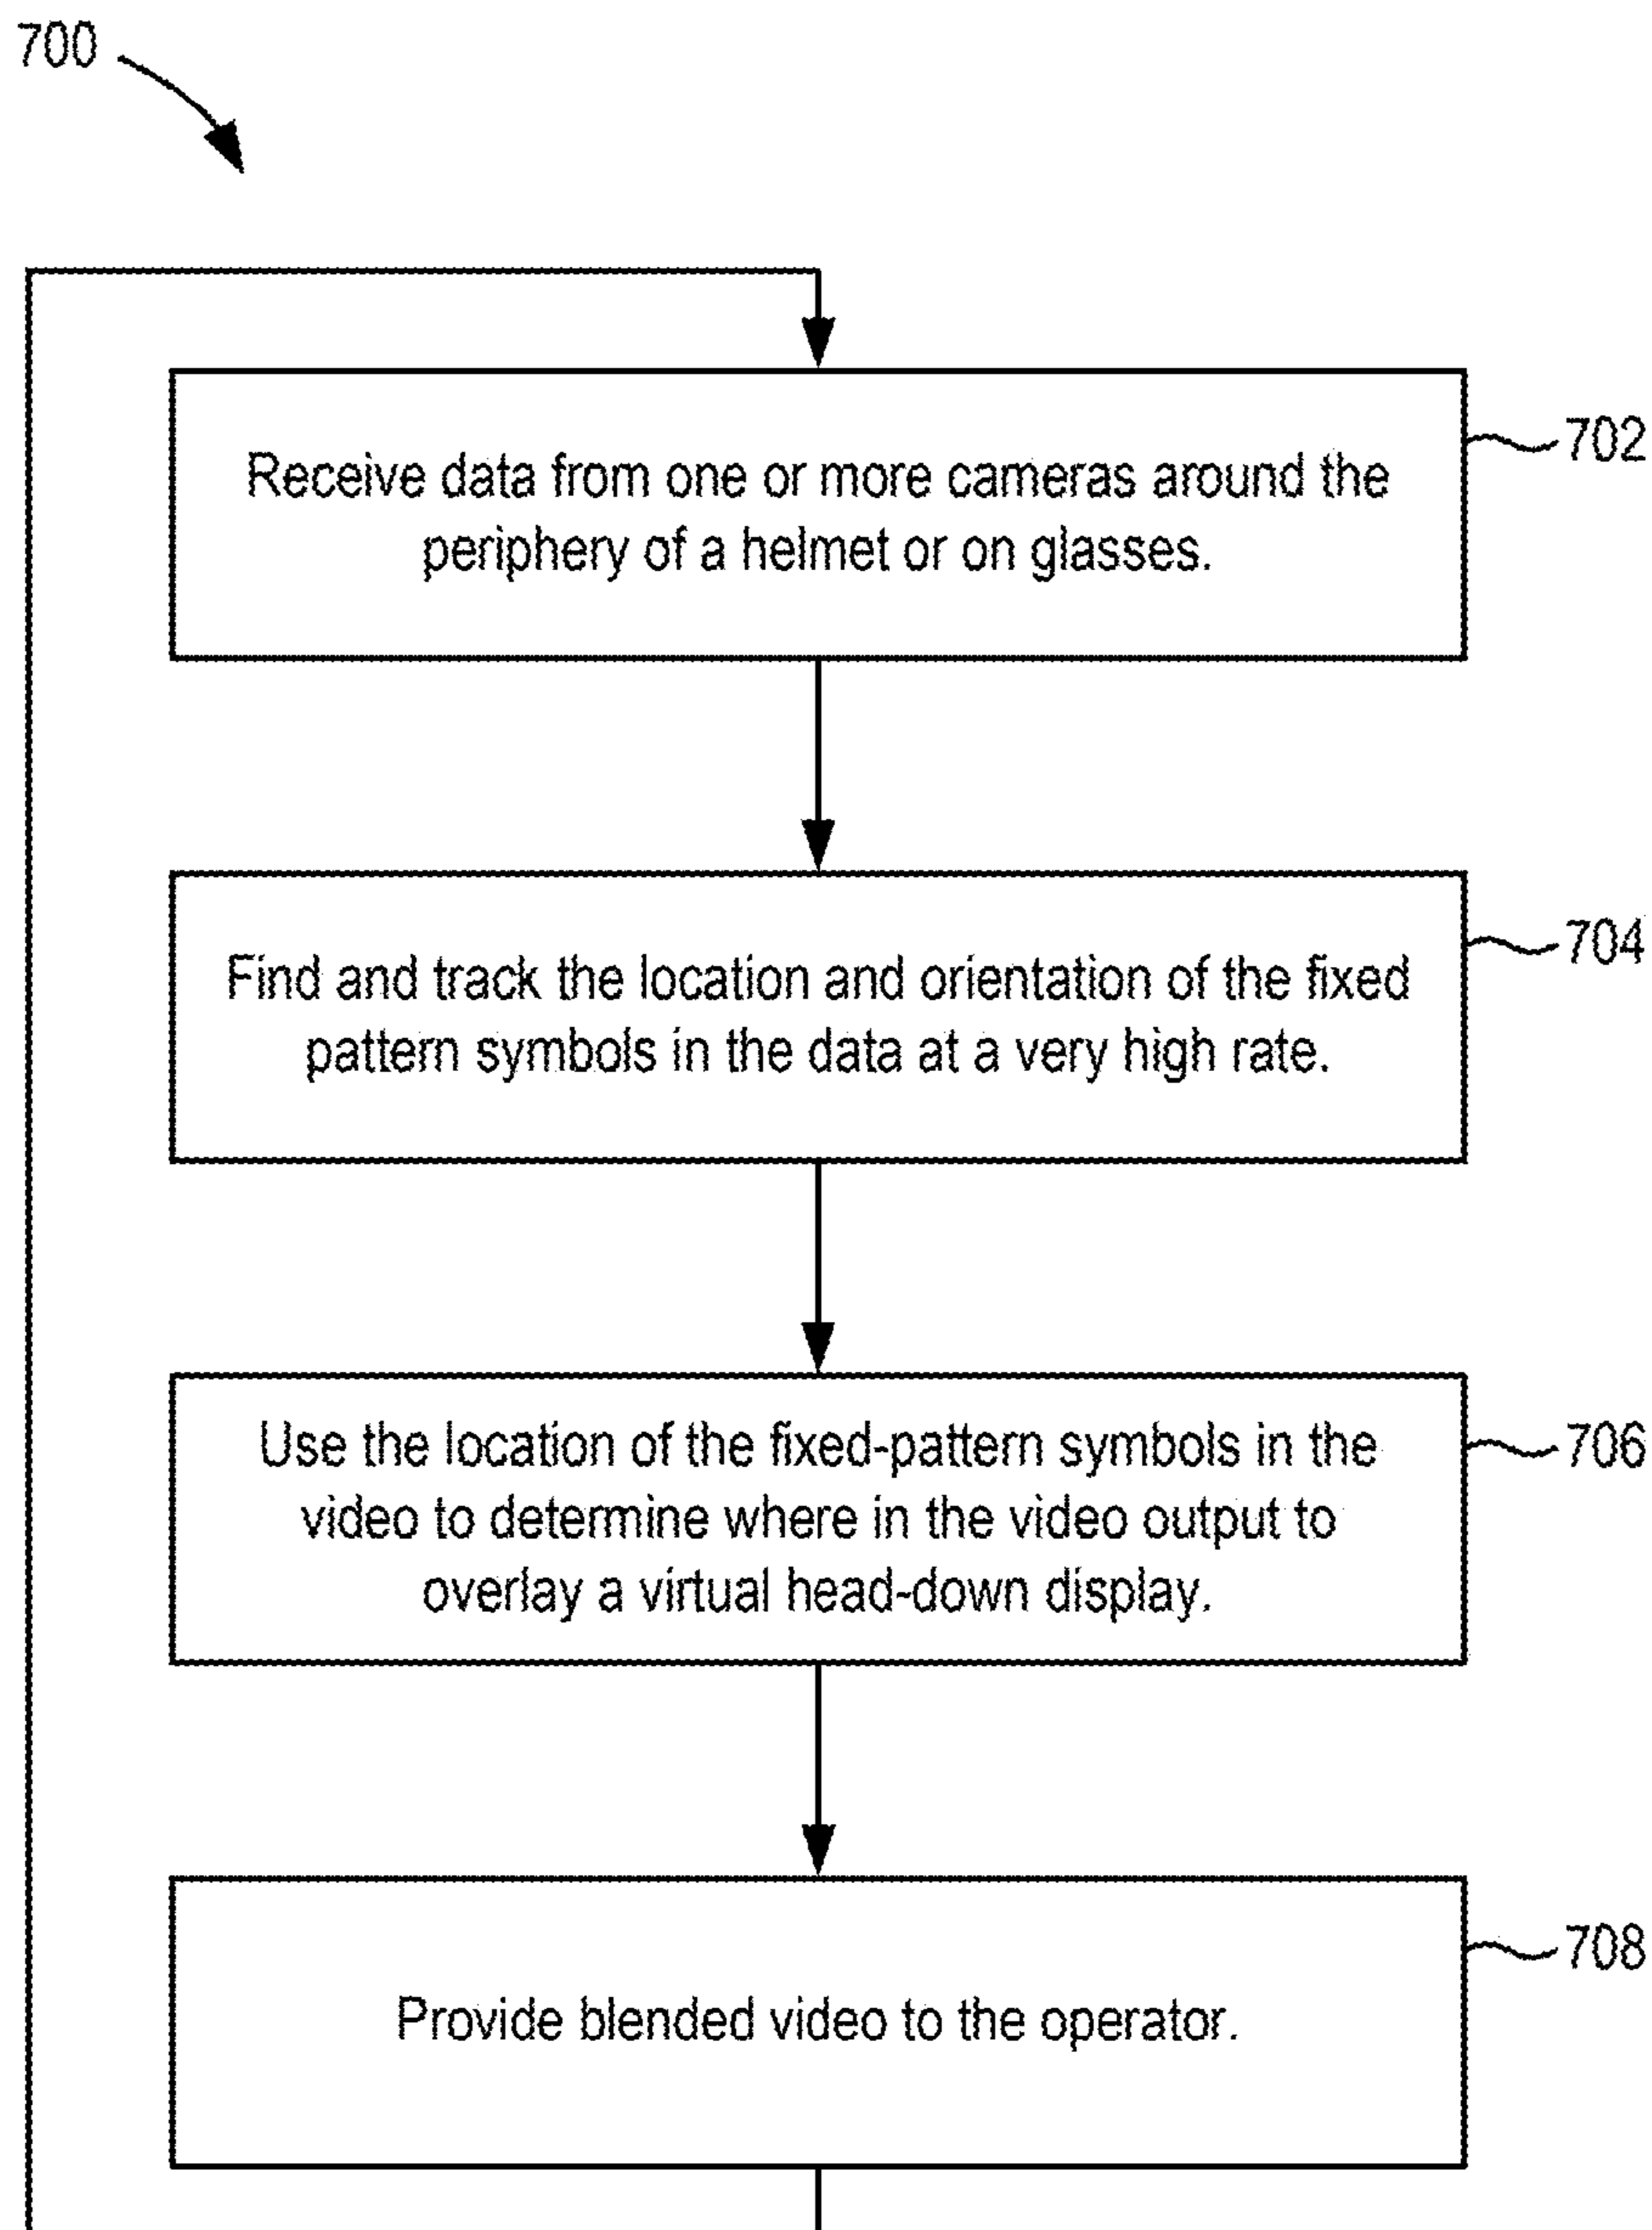 700
Receive data from one or more cameras around the
periphery of a helmet or on glasses.
702
Find and track the location and orientation of the fixed
pattern symbols in the data at a very high rate.
704
Use the location of the fixed-pattern symbols in the
video to determine where in the video output to
overlay a virtual head-down display.
706
Provide blended video to the operator.
708